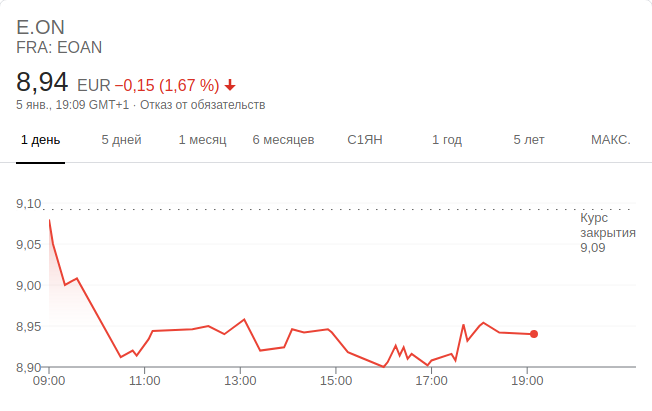 E.ON
FRA: EOAN
8,94 EUR −0,15 (1,67 %)
5 янв., 19:09 GMT+1 · Отказ от обязательств
1 день 5 дней 1 месяц 6 месяцев С1ЯН 1 год 5 лет МАКС.
9,10
Курс
закрытия
9,09
9,05
9,00
8,95
8,90
09:00 11:00 13:00 15:00 17:00 19:00